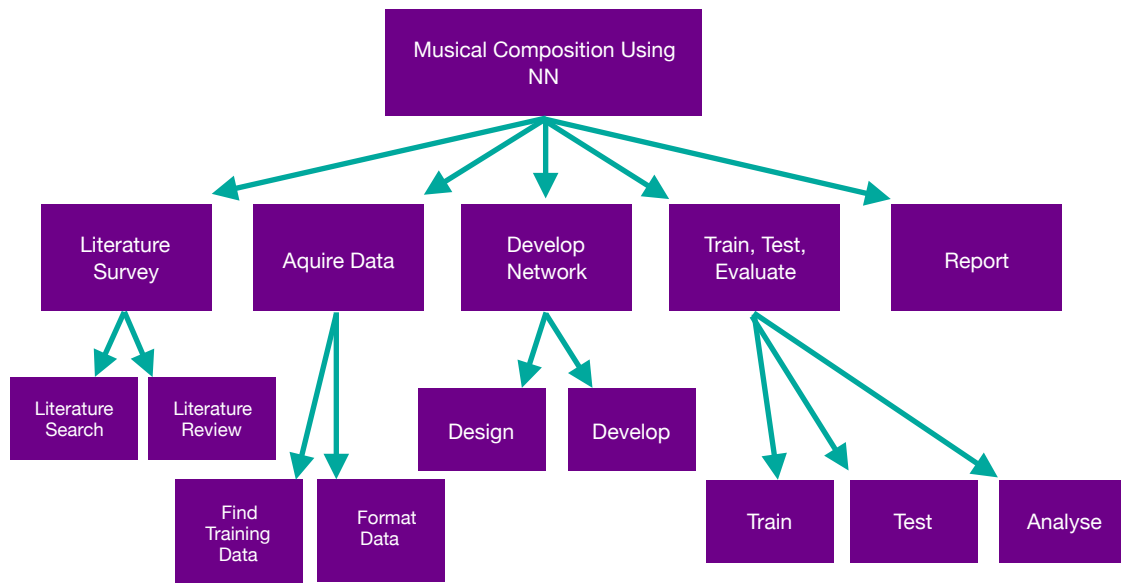 Musical Composition Using
NN
Literature
Survey
Aquire Data
Develop
Network
Train, Test,
Evaluate
Report
Literature
Search
Literature
Review
Design
Develop
Find
Training
Data
Format
Data
Train
Test
Analyse